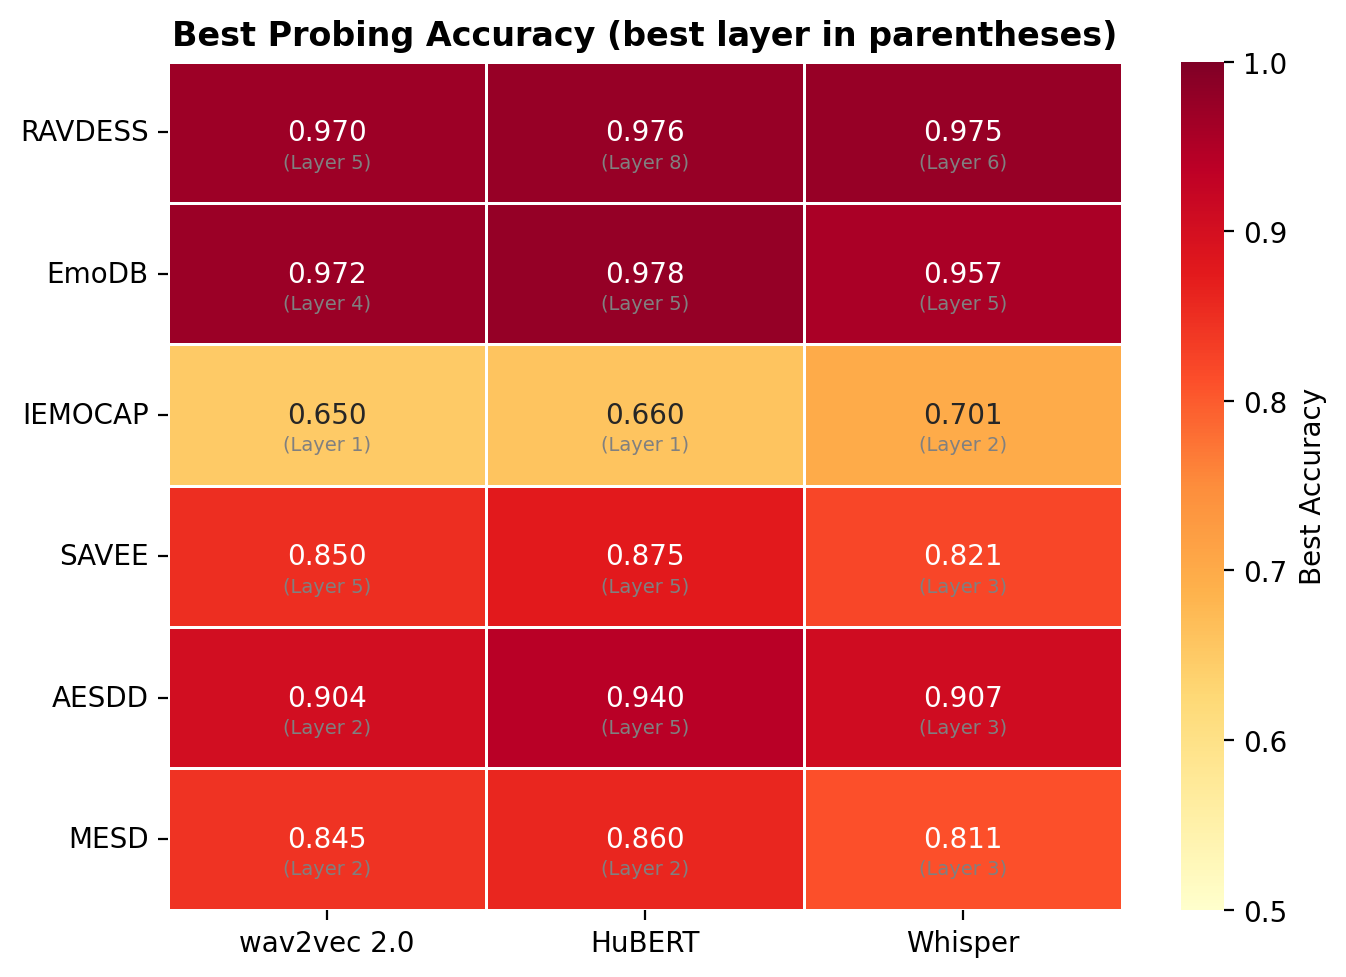 Best Probing Accuracy (best layer in parentheses)
RAVDESS
0.970
(Layer 5)
0.976
(Layer 8)
0.975
(Layer 6)
EmoDB
0.972
(Layer 4)
0.978
(Layer 5)
0.957
(Layer 5)
IEMOCAP
0.650
(Layer 1)
0.660
(Layer 1)
0.701
(Layer 2)
SAVEE
0.850
(Layer 5)
0.875
(Layer 5)
0.821
(Layer 3)
AESDD
0.904
(Layer 2)
0.940
(Layer 5)
0.907
(Layer 3)
MESD
0.845
(Layer 2)
0.860
(Layer 2)
0.811
(Layer 3)
wav2vec 2.0
HuBERT
Whisper
1.0
0.9
0.8
0.7
0.6
0.5
Best Accuracy